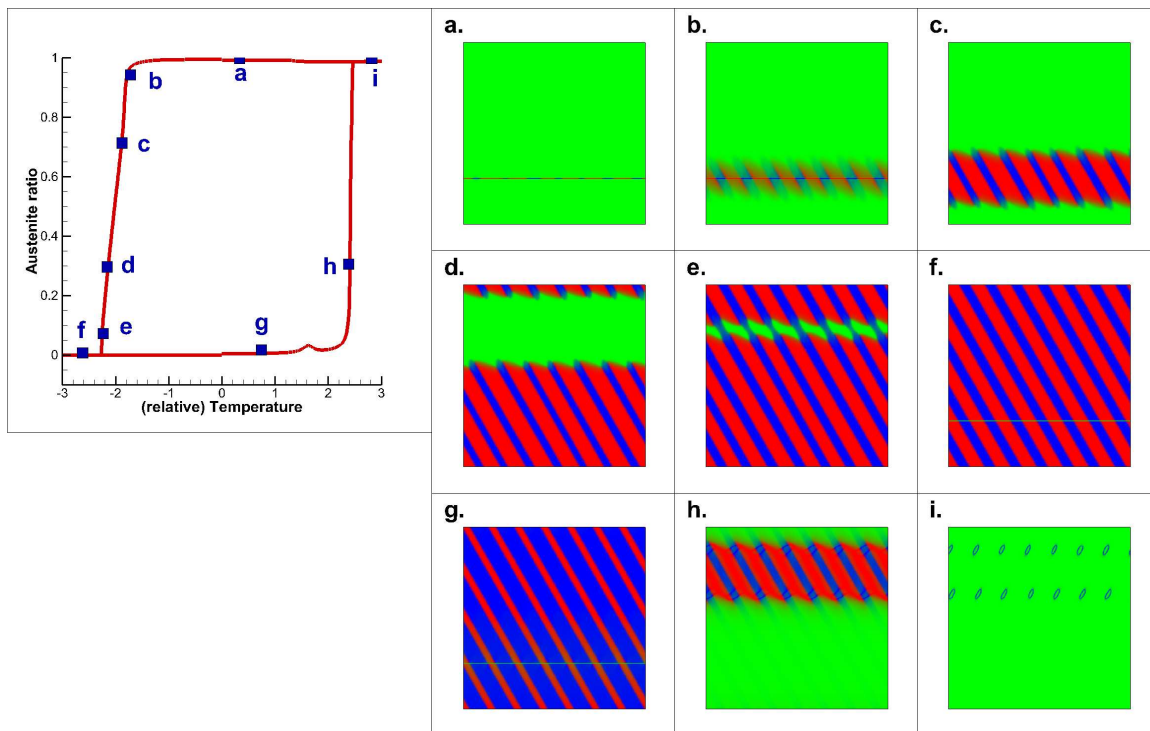 a.
b.
c.
1
0.8
0.6
0.4
0.2
0
Austenite ratio
a
i
b
c
d
h
e
f
g
-3 -2 -1 0 1 2 3
(relative) Temperature
d.
e.
f.
g.
h.
i.